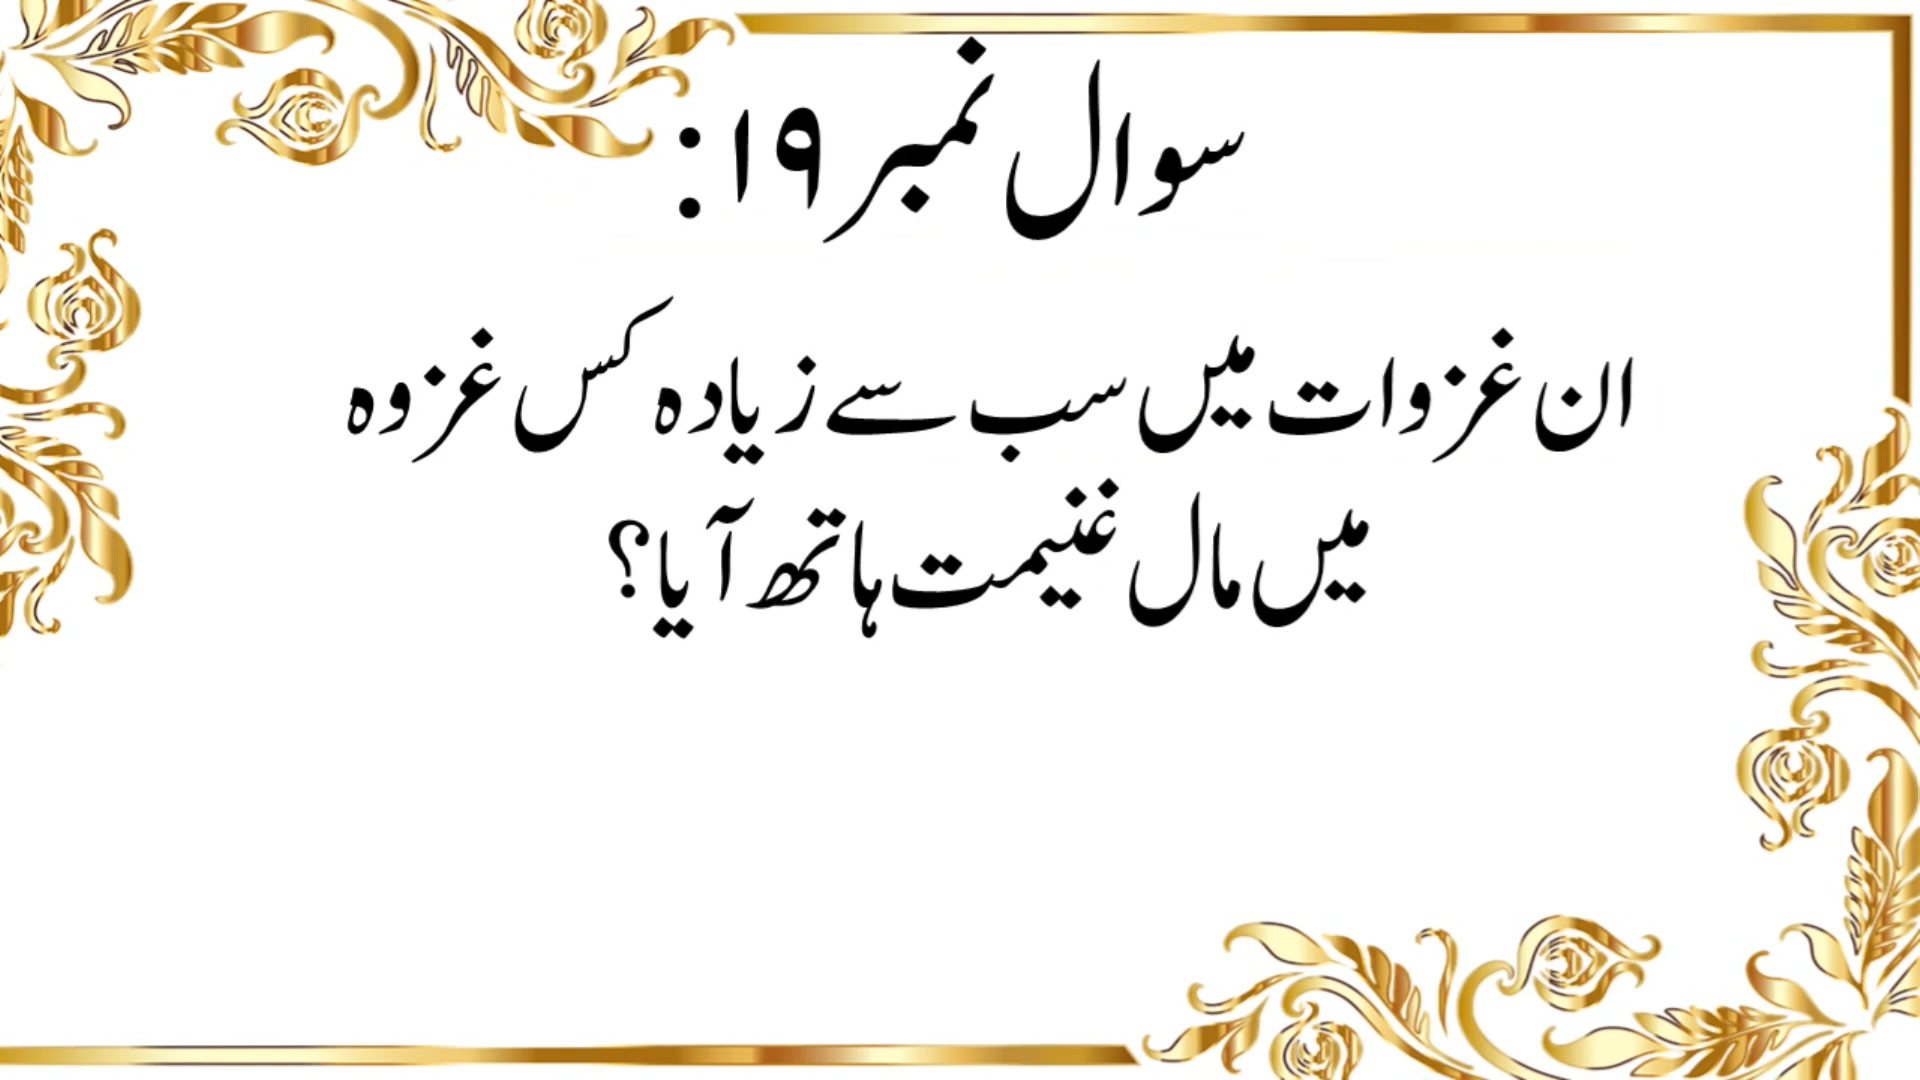 سوال نمبر ۱۹:
ان غزوات میں سب سے زیادہ کس غزوہ
میں مال غنیمت ہاتھ آیا؟